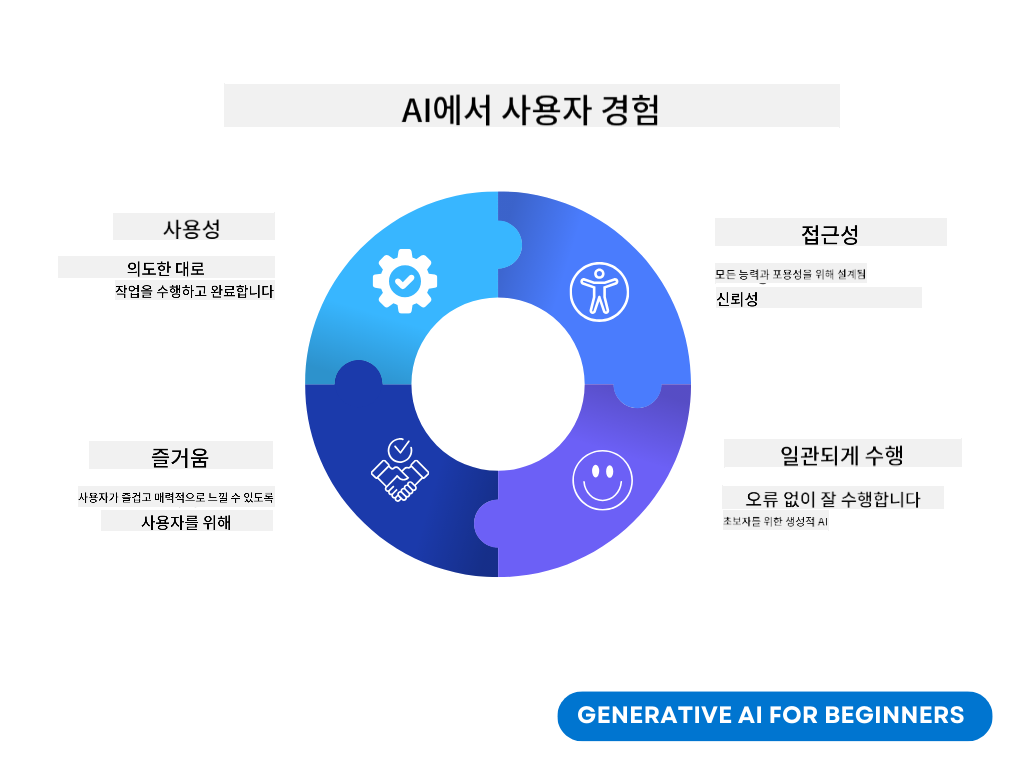 AI에서 사용자 경험
사용성
의도한 대로
작업을 수행하고 완료합니다
접근성
모든 능력과 포용성을 위해 설계됨
신뢰성
즐거움
사용자가 즐겁고 매력적으로 느낄 수 있도록
사용자를 위해
일관되게 수행
오류 없이 잘 수행합니다
초보자를 위한 생성적 AI
GENERATIVE AI FOR BEGINNERS